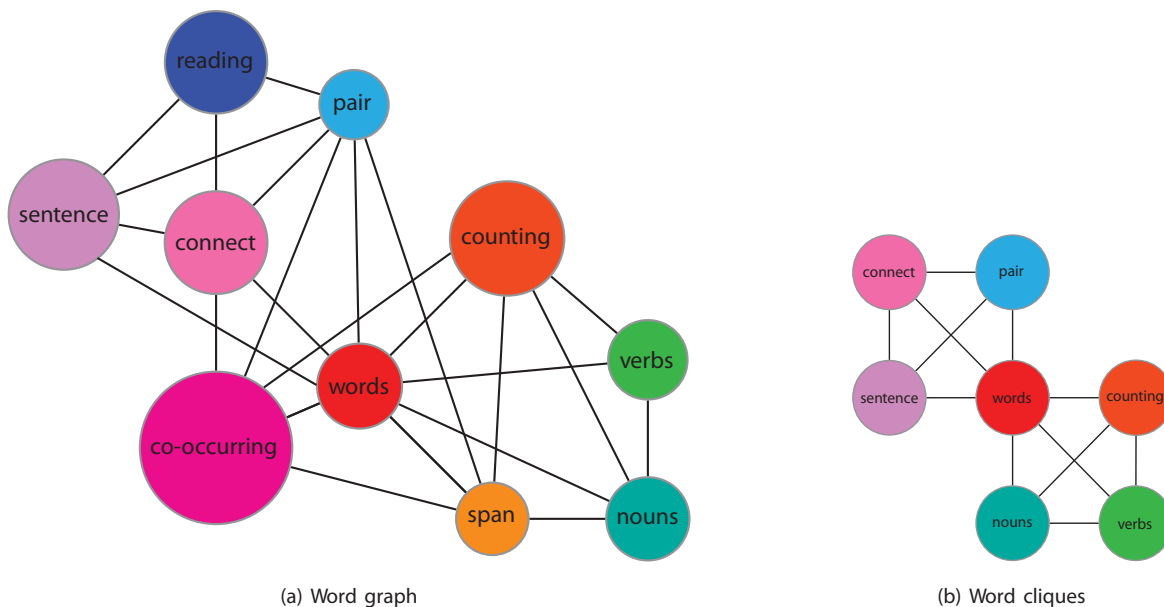 reading
pair
sentence
connect
counting
words
verbs
co-occurring
span
nouns
(a) Word graph
connect
pair
sentence
words
counting
nouns
verbs
(b) Word cliques